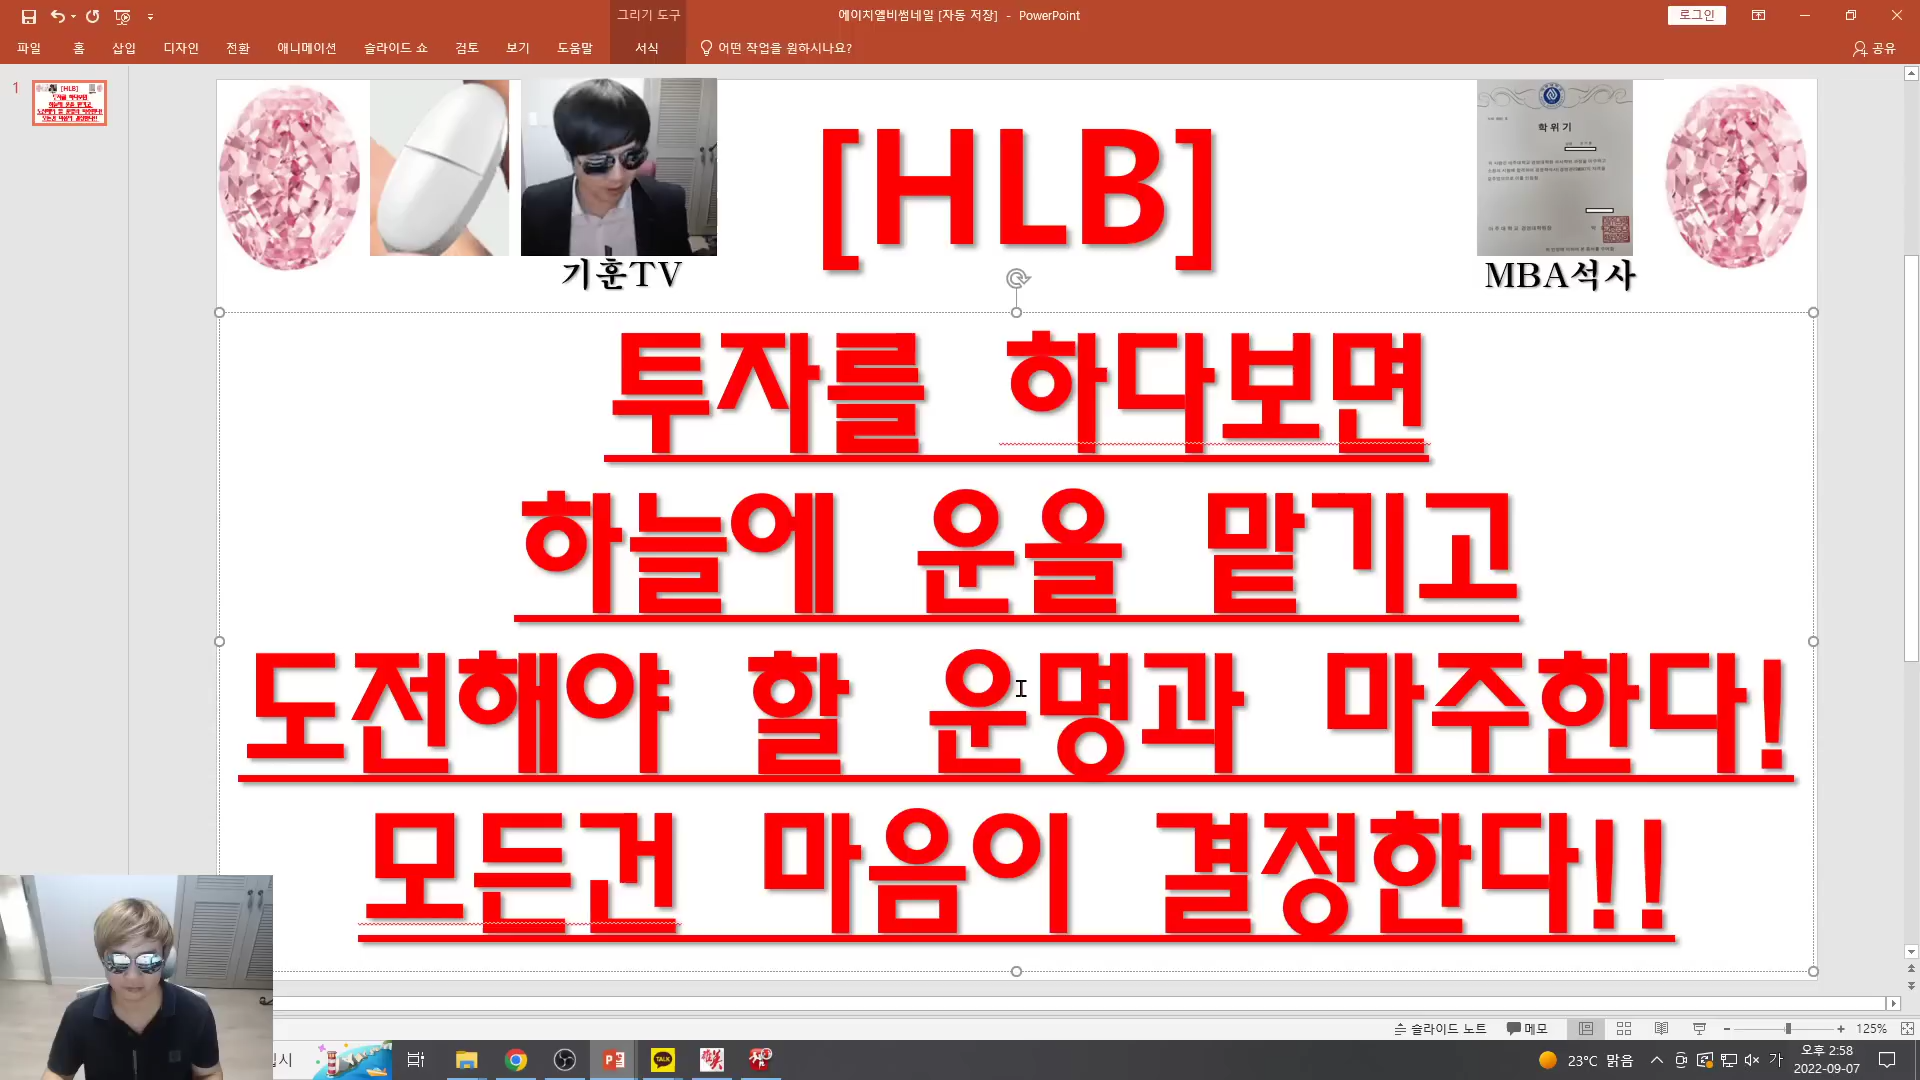 그리기 도구
에이치앨비썸네일 [자동 저장] - PowerPoint
로그인
파일 홈 삽입 디자인 전환 애니메이션 슬라이드 쇼 검토 보기 도움말 서식 어떤 작업을 원하시나요? 공유
1
[HLB]
학 위 기
기훈TV
MBA석사
투자를 하다보면
하늘에 운을 맡기고
도전해야 할 운명과 마주한다!
모든건 마음이 결정한다!!
슬라이드 노트 메모 125%
TALK
23°C 맑음
가
오후 2:58
2022-09-07